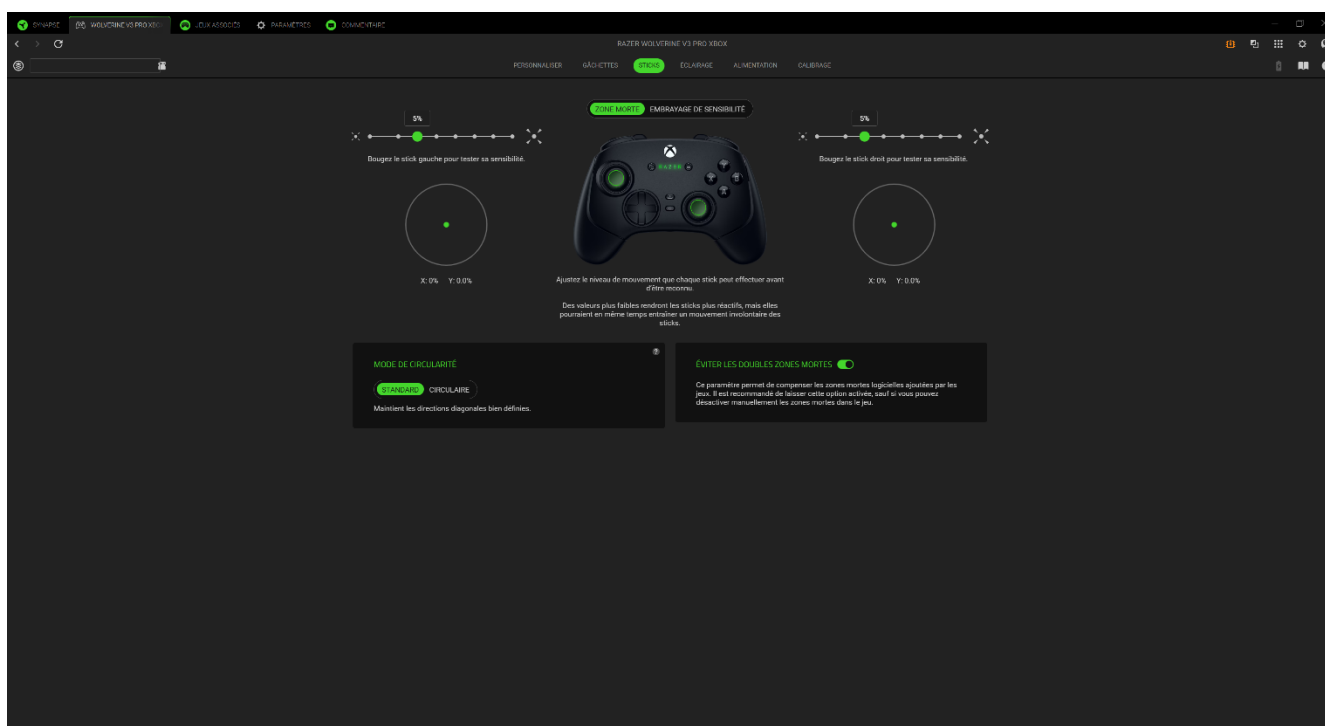 SYNAPSE WOLVERINE V3 PRO XBOX JEUX ASSOCIÉS PARAMÈTRES COMMENTAIRE
RAZER WOLVERINE V3 PRO XBOX
PERSONNALISER GÂCHETTES STICKS ÉCLAIRAGE ALIMENTATION CALIBRAGE
ZONE MORTE EMBRAYAGE DE SENSIBILITÉ
5%
5%
Bougez le stick gauche pour tester sa sensibilité.
Bougez le stick droit pour tester sa sensibilité.
RAZER
X: 0% Y: 0.0%
X: 0% Y: 0.0%
Ajustez le niveau de mouvement que chaque stick peut effectuer avant
d'être reconnu.
Des valeurs plus faibles rendront les sticks plus réactifs, mais elles
pourraient en même temps entraîner un mouvement involontaire des
sticks.
MODE DE CIRCULARITÉ
?
STANDARD CIRCULAIRE
Maintient les directions diagonales bien définies.
ÉVITER LES DOUBLES ZONES MORTES
Ce paramètre permet de compenser les zones mortes logicielles ajoutées par les
jeux. Il est recommandé de laisser cette option activée, sauf si vous pouvez
désactiver manuellement les zones mortes dans le jeu.